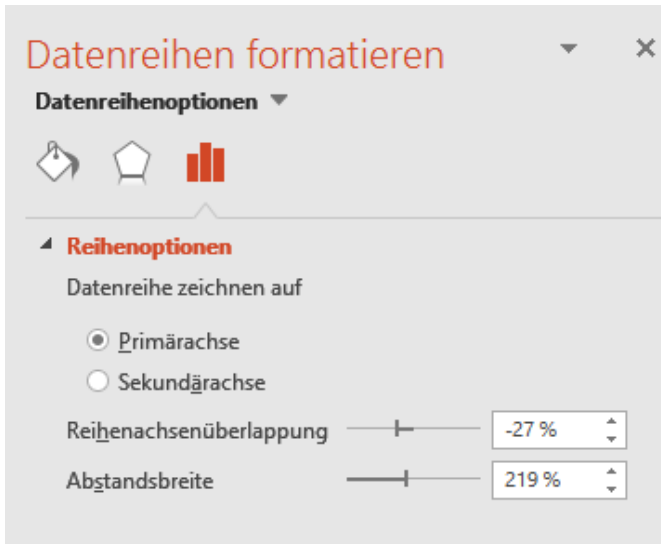 Datenreihen formatieren
Datenreihenoptionen
Reihenoptionen
Datenreihe zeichnen auf
Primärachse
Sekundärachse
Reihenachsenüberlappung -27 %
Abstandsbreite 219 %